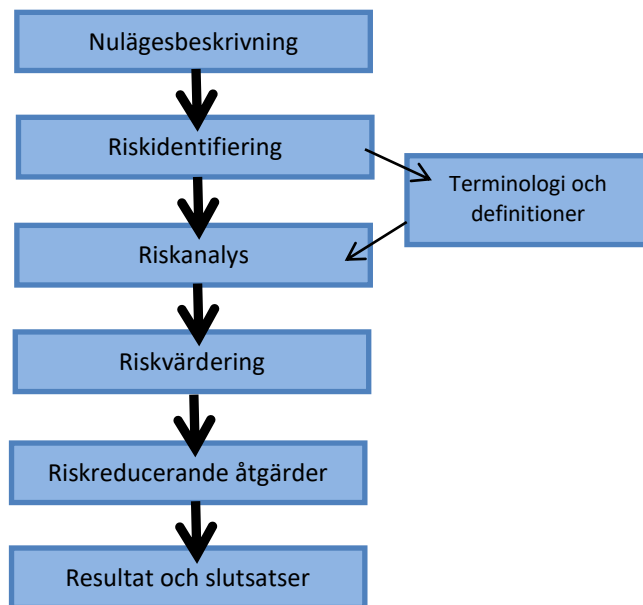 Nulägesbeskrivning
Riskidentifiering
Terminologi och
definitioner
Riskanalys
Riskvärdering
Riskreducerande åtgärder
Resultat och slutsatser